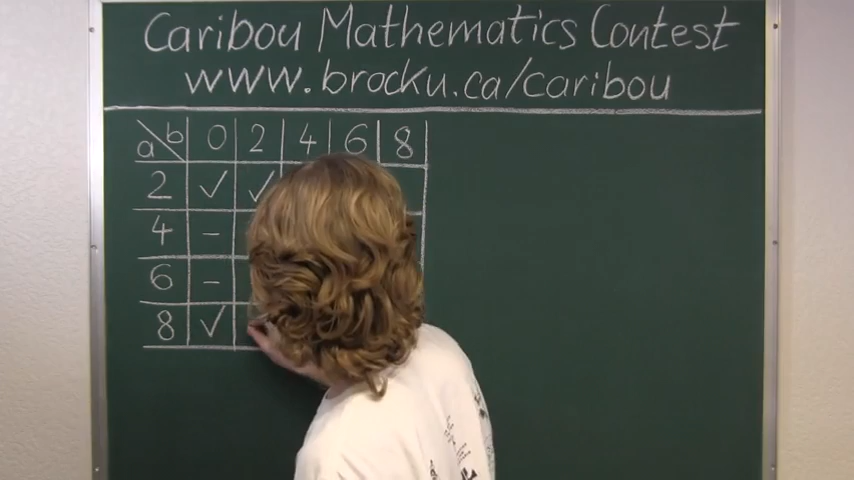 Caribou Mathematics Contest
www.brocku.ca/caribou
a b 0 2 4 6 8
2 ✓ ✓
4 –
6 –
8 ✓